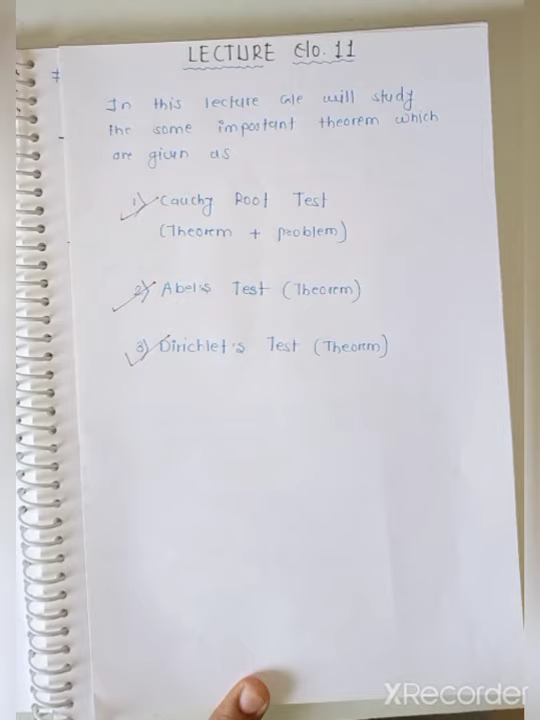 LECTURE No. 11
In this lecture we will study
the some important theorem which
are given as
1) Cauchy Root Test
(Theorem + problem)
2) Abel's Test (Theorem)
3) Dirichlet's Test (Theorem)
XRecorder